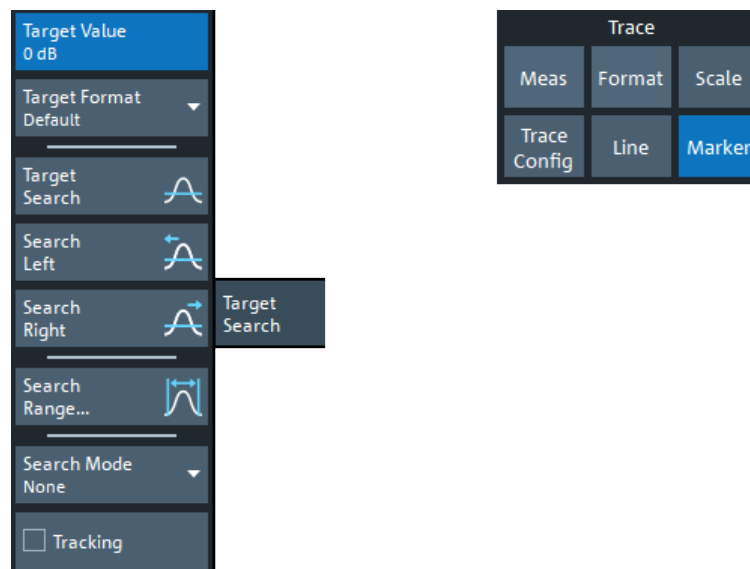 Target Value
0 dB
Target Format
Default
Target
Search
Search
Left
Search
Right
Search
Range...
Search Mode
None
Tracking
Target
Search
Trace
Meas
Format
Scale
Trace
Config
Line
Marker